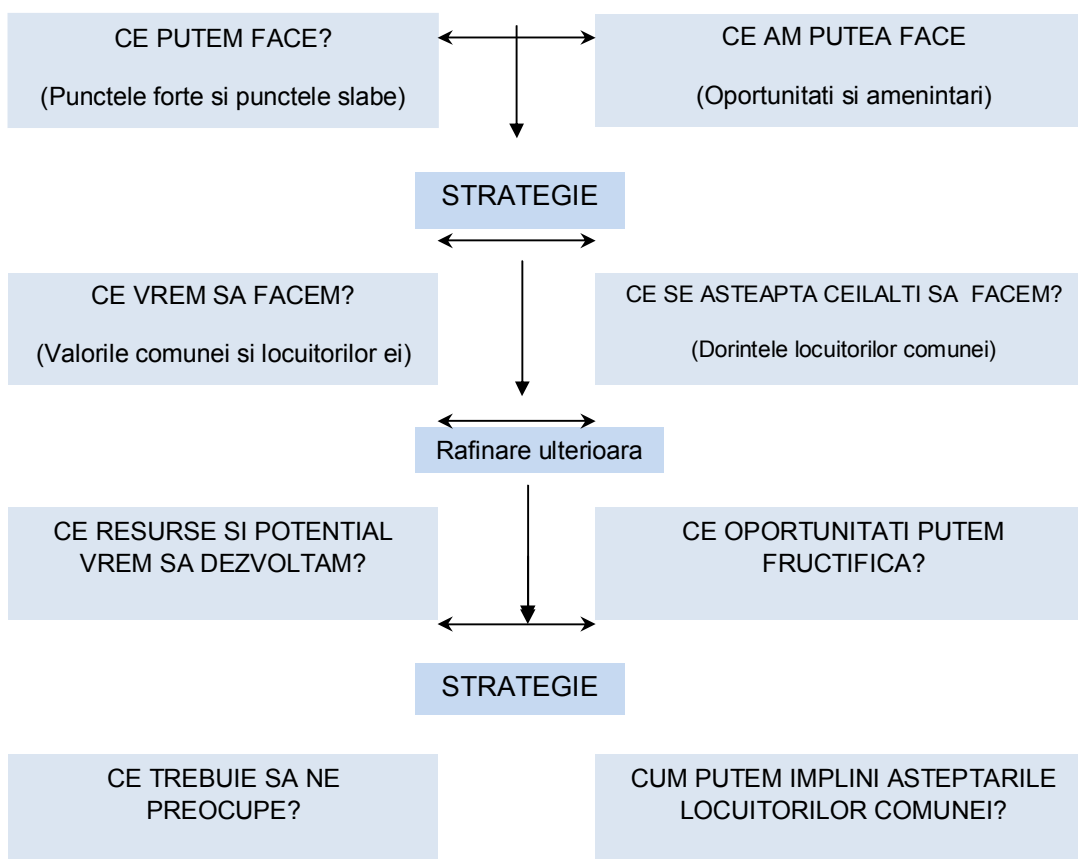 CE PUTEM FACE?
(Punctele forte si punctele slabe)
CE AM PUTEA FACE
(Oportunitati si amenintari)
STRATEGIE
CE VREM SA FACEM?
(Valorile comunei si locuitorilor ei)
CE SE ASTEAPTA CEILALTI SA FACEM?
(Dorintele locuitorilor comunei)
Rafinare ulterioara
CE RESURSE SI POTENTIAL
VREM SA DEZVOLTAM?
CE OPORTUNITATI PUTEM
FRUCTIFICA?
STRATEGIE
CE TREBUIE SA NE
PREOCUPE?
CUM PUTEM IMPLINI ASTEPTARILE
LOCUITORILOR COMUNEI?